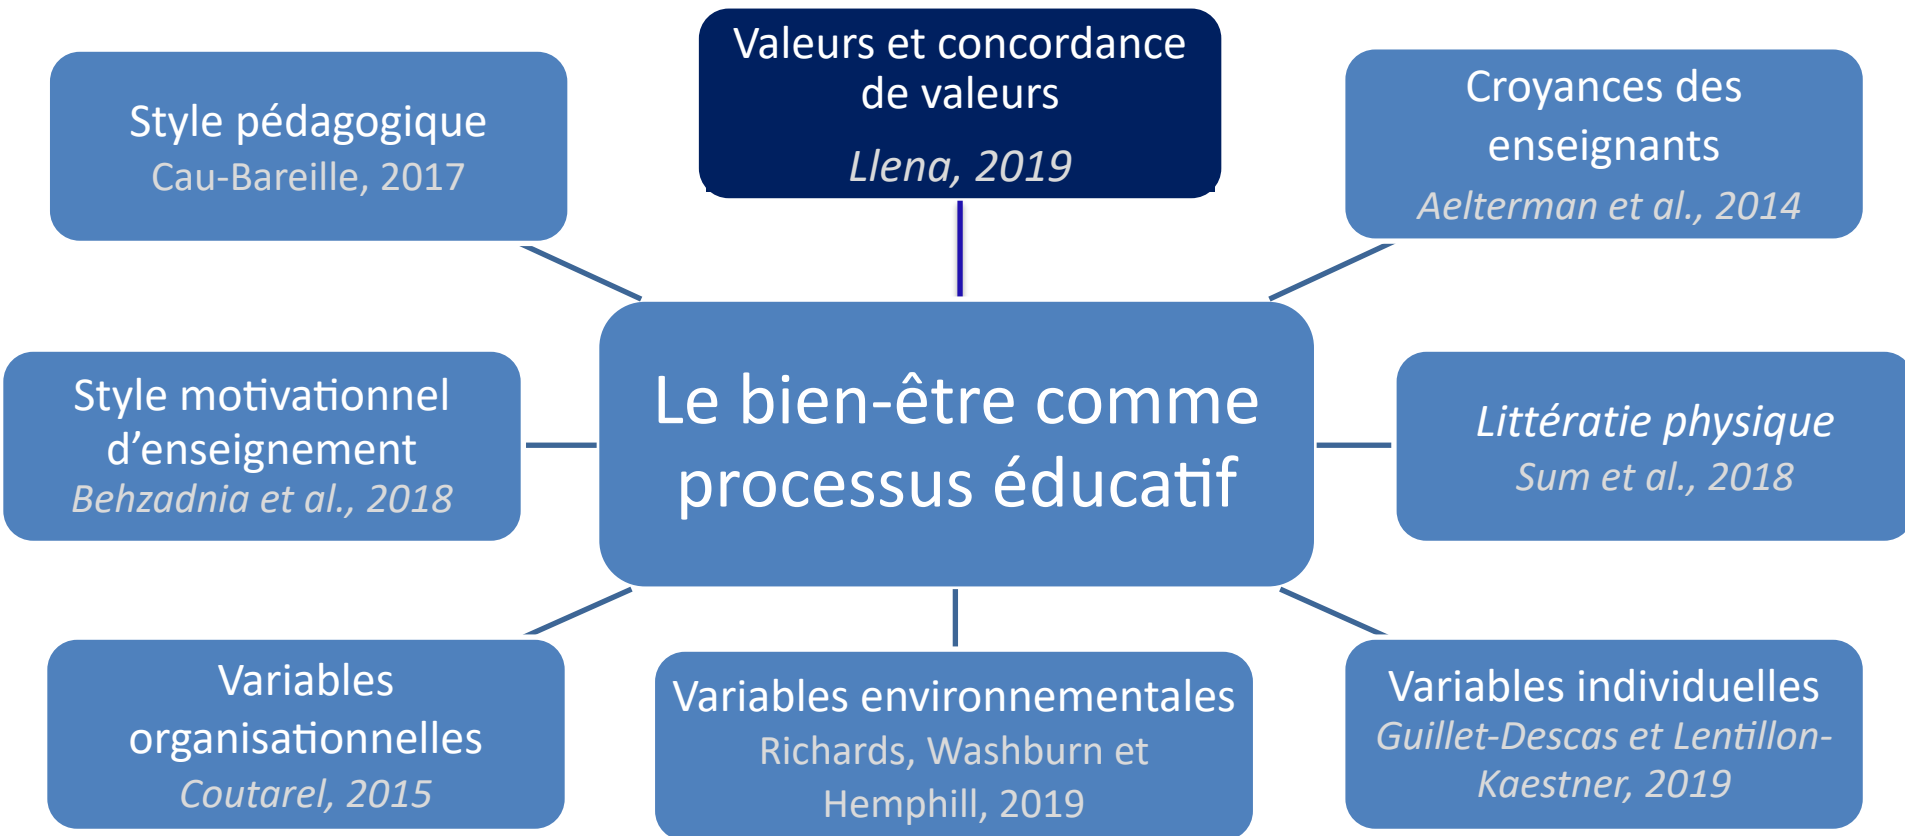 Valeurs et concordance
de valeurs
Llena, 2019
Style pédagogique
Cau-Bareille, 2017
Croyances des
enseignants
Aelterman et al., 2014
Style motivationnel
d’enseignement
Behzadnia et al., 2018
Le bien-être comme
processus éducatif
Littératie physique
Sum et al., 2018
Variables
organisationnelles
Coutarel, 2015
Variables environnementales
Richards, Washburn et
Hemphill, 2019
Variables individuelles
Guillet-Descas et Lentillon-
Kaestner, 2019